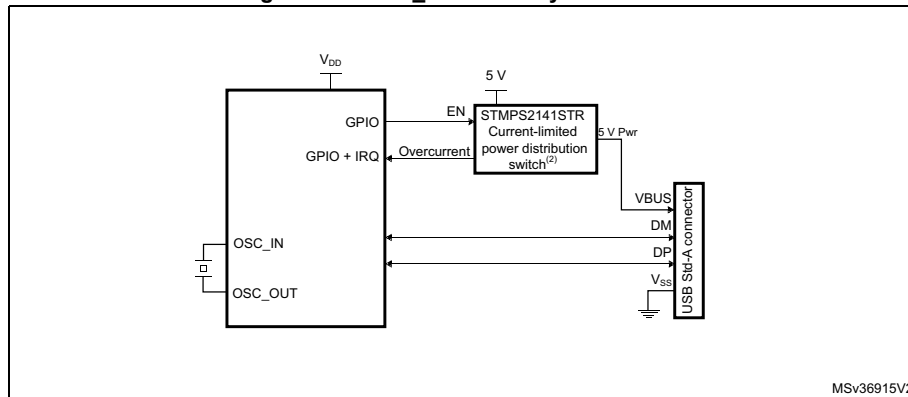 V_DD
5 V
GPIO
EN
STMPS2141STR
Current-limited
power distribution
switch(2)
5 V Pwr
GPIO + IRQ
Overcurrent
VBUS
DM
DP
V_SS
USB Std-A connector
OSC_IN
OSC_OUT
MSv36915V2